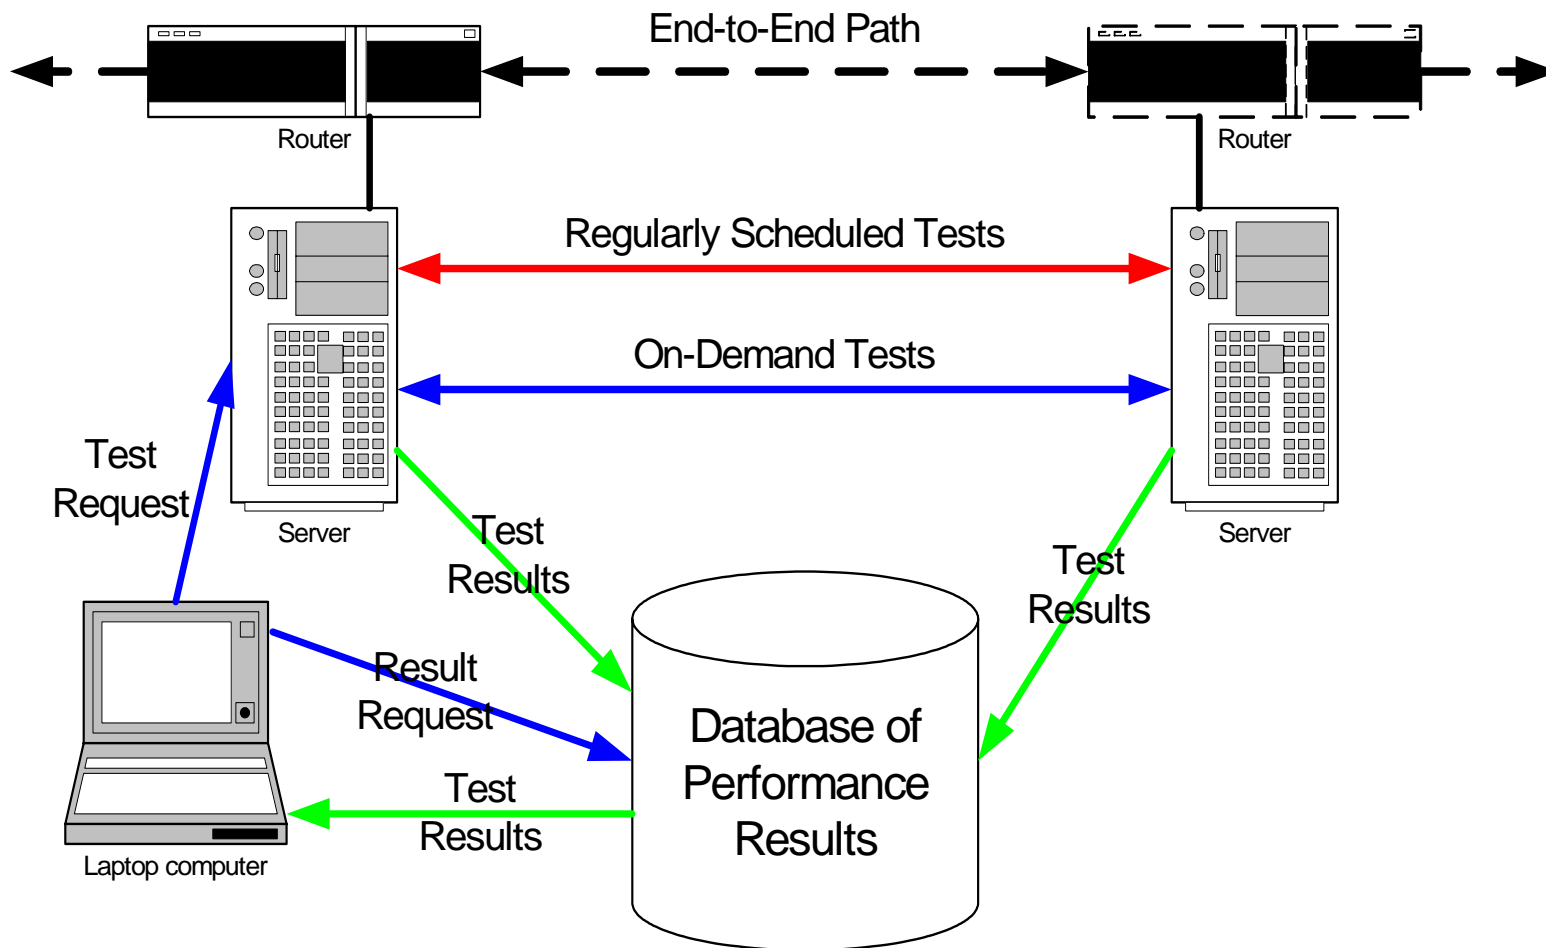 End-to-End Path
Router
Router
Regularly Scheduled Tests
On-Demand Tests
Test
Request
Server
Server
Test
Results
Test
Results
Result
Request
Database of
Performance
Results
Test
Results
Laptop computer